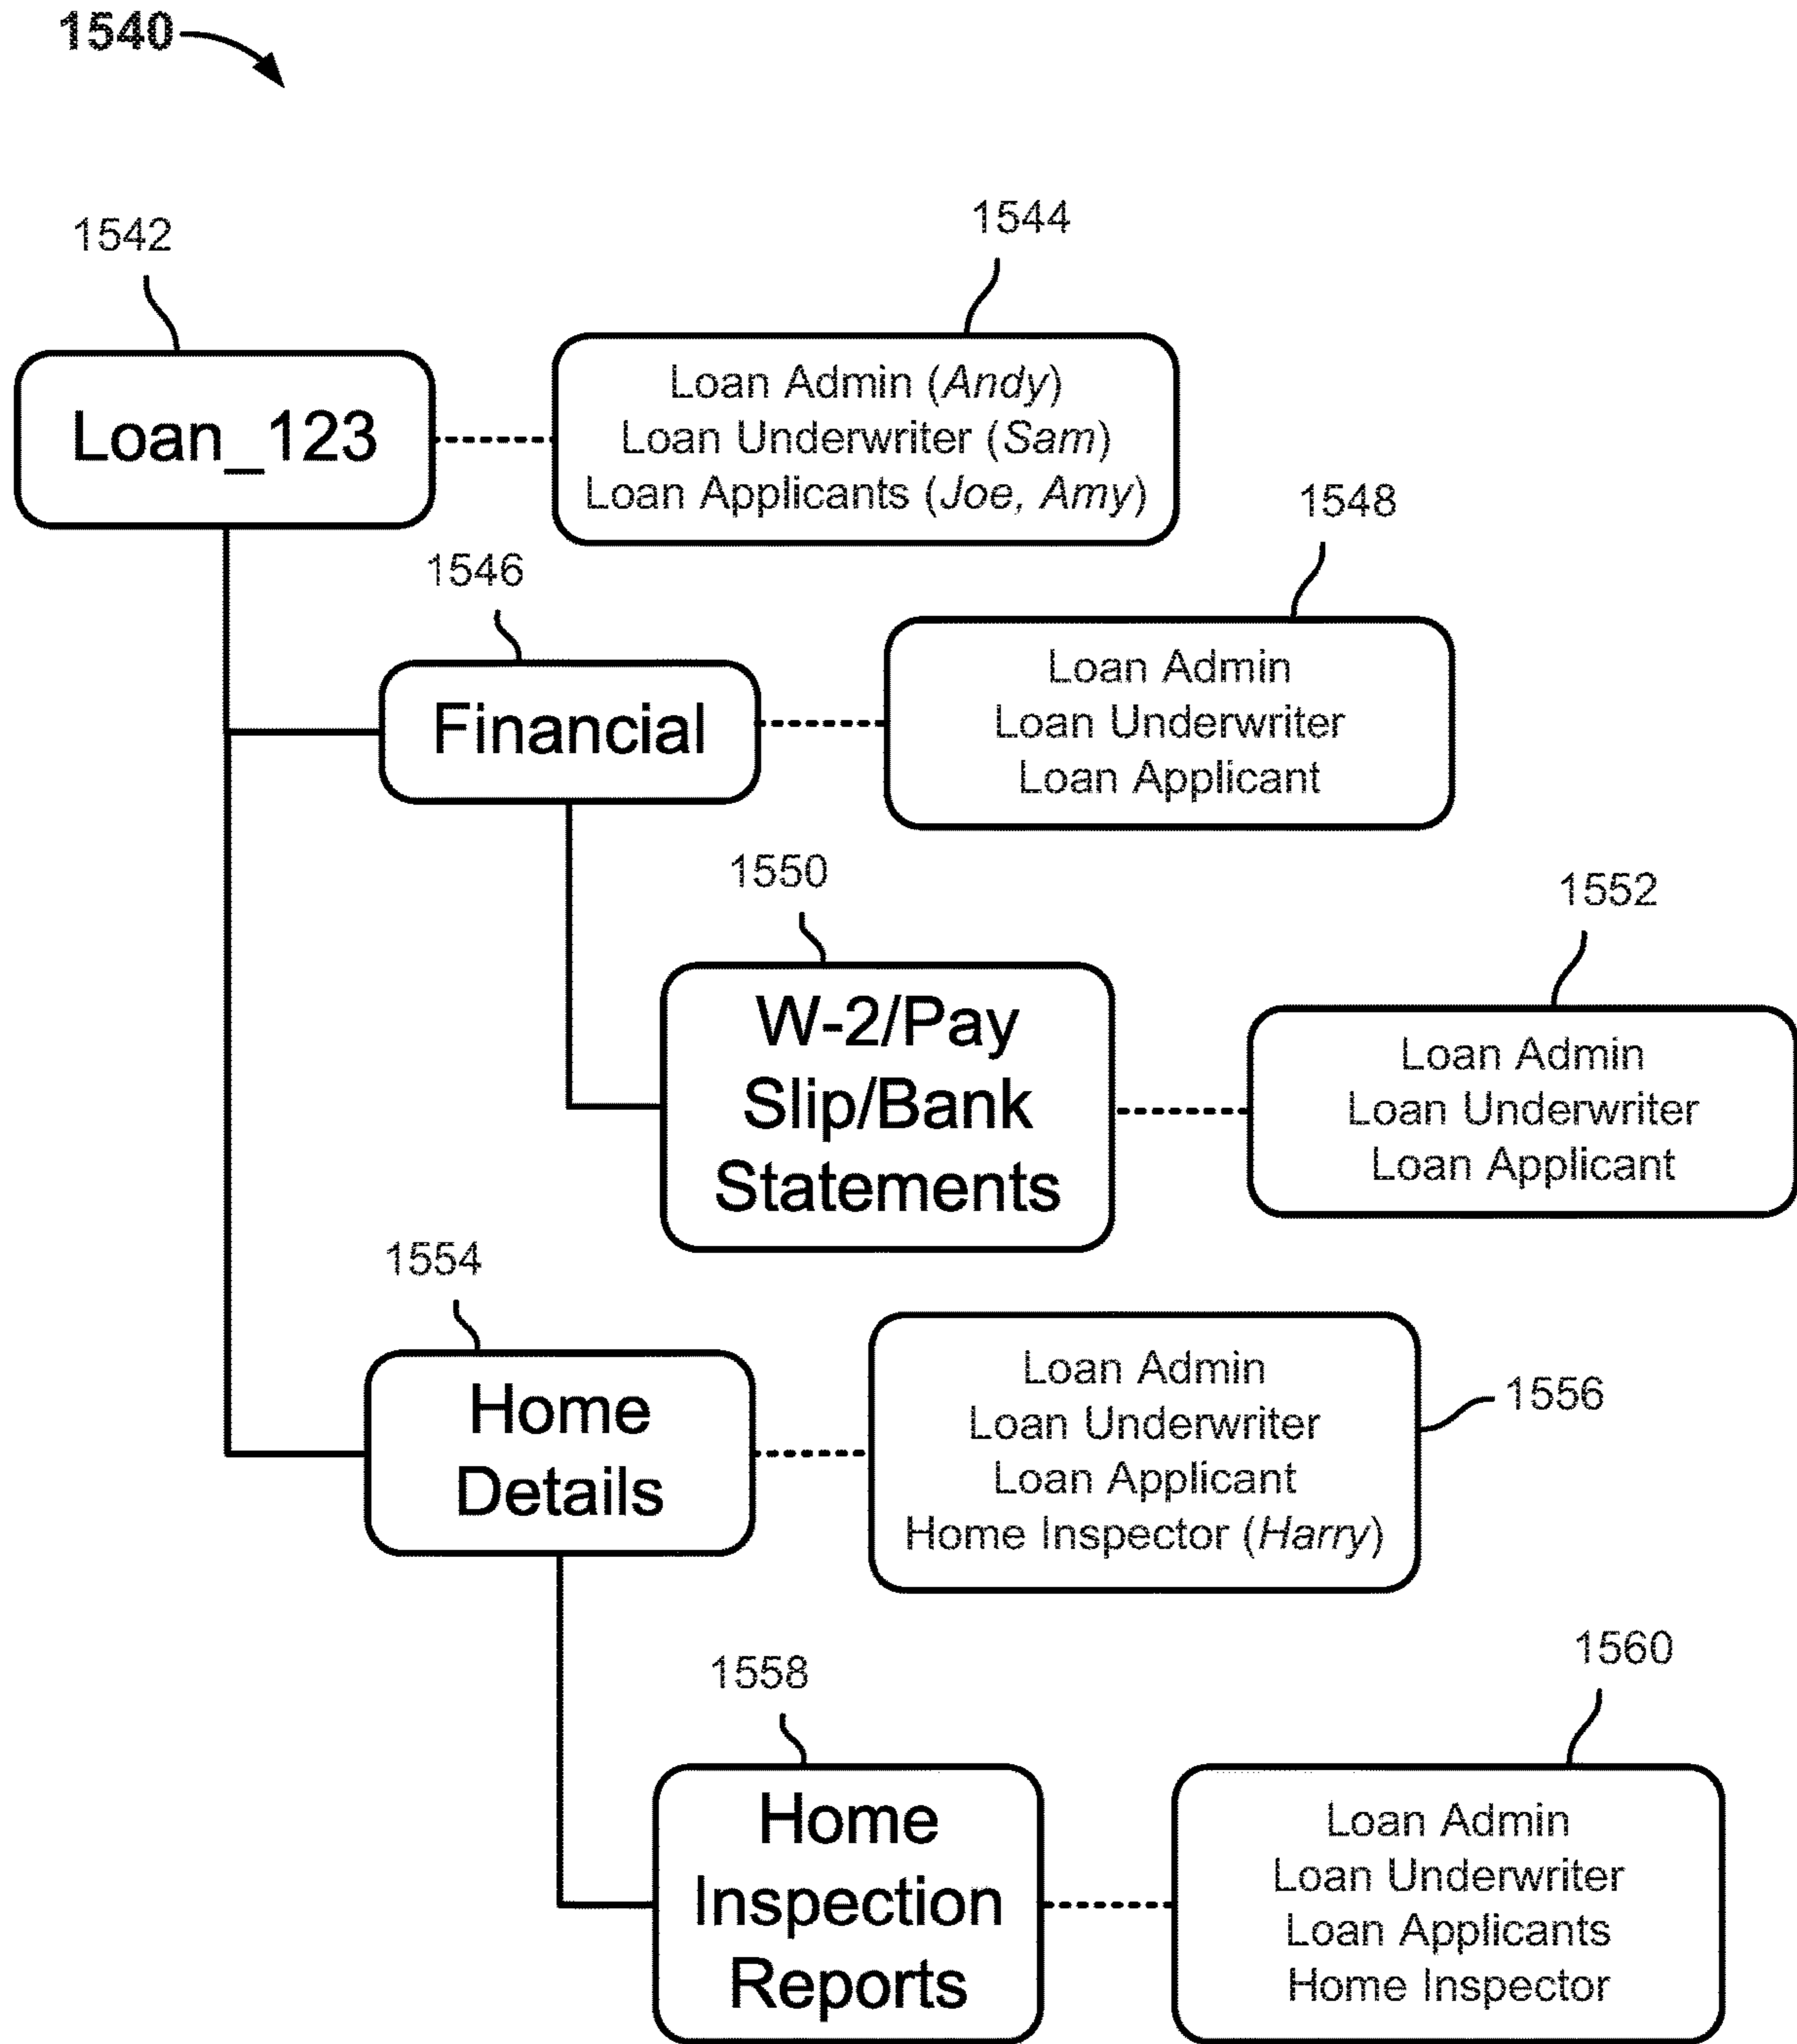 1540
1542
1544
Loan_123
Loan Admin (Andy)
Loan Underwriter (Sam)
Loan Applicants (Joe, Amy)
1546
1548
Financial
Loan Admin
Loan Underwriter
Loan Applicant
1550
1552
W-2/Pay
Slip/Bank
Statements
Loan Admin
Loan Underwriter
Loan Applicant
1554
1556
Home
Details
Loan Admin
Loan Underwriter
Loan Applicant
Home Inspector (Harry)
1558
1560
Home
Inspection
Reports
Loan Admin
Loan Underwriter
Loan Applicants
Home Inspector